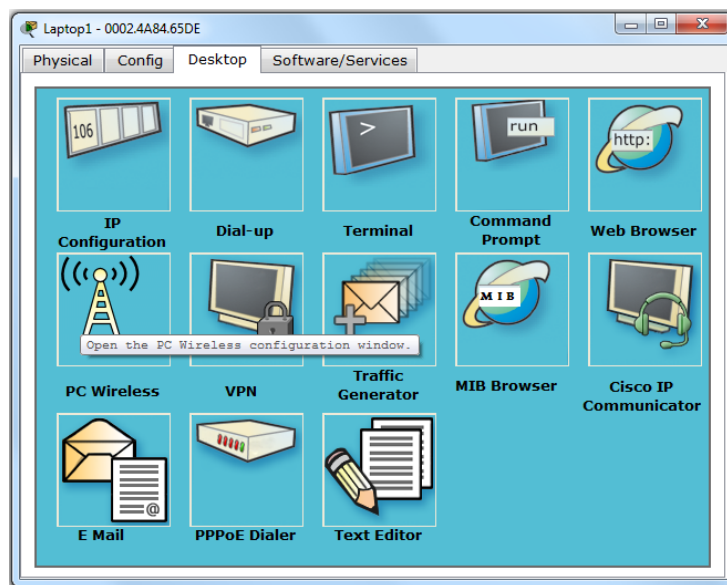 Laptop1 - 0002.4A84.65DE
Physical Config Desktop Software/Services
106
>
run
http:
IP
Configuration
Dial-up
Terminal
Command
Prompt
Web Browser
MIB
Open the PC Wireless configuration window.
PC Wireless
VPN
Traffic
Generator
MIB Browser
Cisco IP
Communicator
@
E Mail
PPPoE Dialer
Text Editor